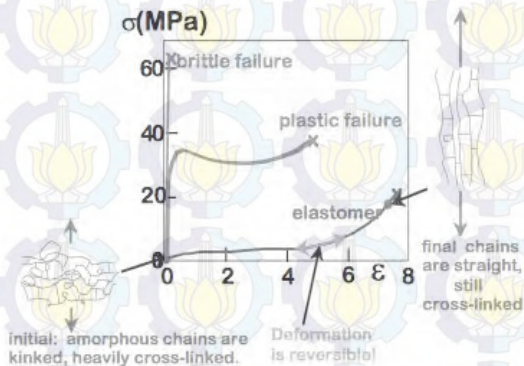 σ(MPa)
60
x brittle failure
plastic failure
40
x
20
elastomer
x
0
0 2 4 6 ε 8
initial: amorphous chains are
kinked, heavily cross-linked.
Deformation
is reversible!
final chains
are straight,
still
cross-linked